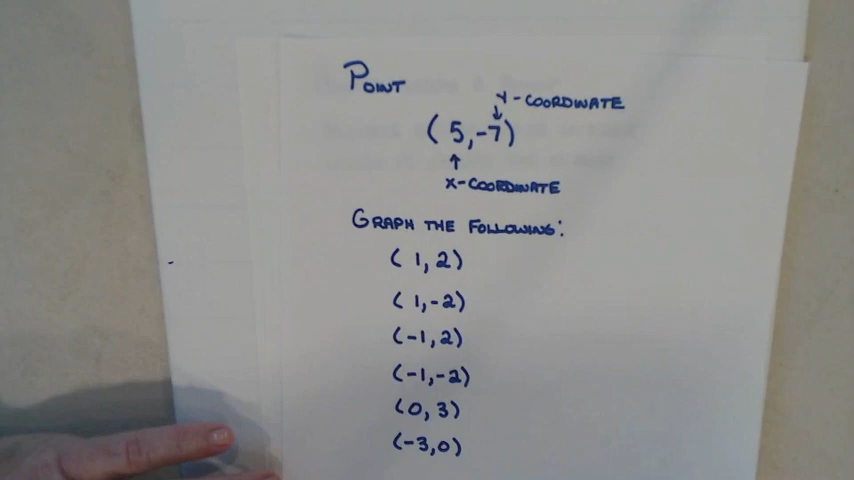 POINT
Y-COORDINATE
(5,-7)
X-COORDINATE
GRAPH THE FOLLOWING:
(1,2)
(1,-2)
(-1,2)
(-1,-2)
(0,3)
(-3,0)